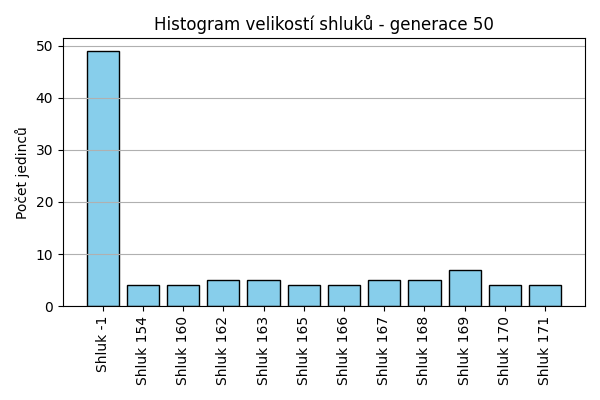 Histogram velikostí shluků - generace 50
Počet jedinců
50
40
30
20
10
0
Shluk -1
Shluk 154
Shluk 160
Shluk 162
Shluk 163
Shluk 165
Shluk 166
Shluk 167
Shluk 168
Shluk 169
Shluk 170
Shluk 171